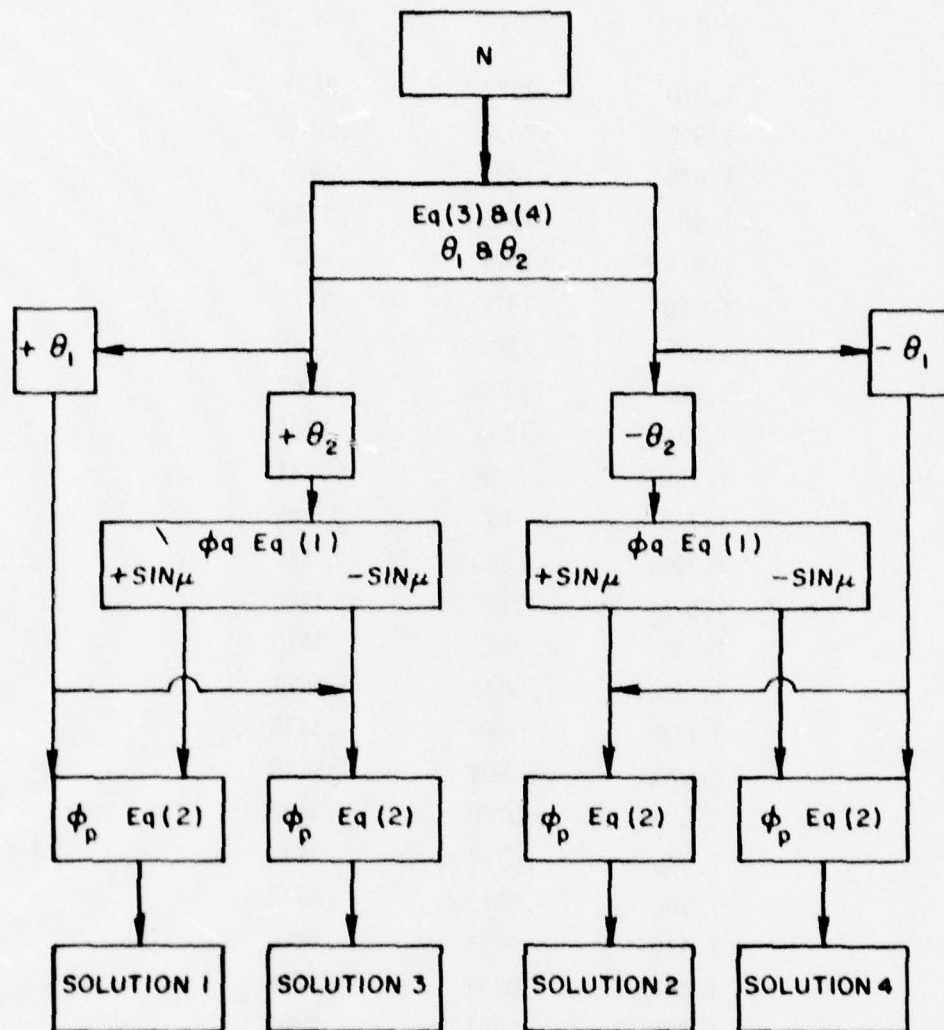 N
Eq (3) & (4)
θ₁ & θ₂
+ θ₁
- θ₁
+ θ₂
-θ₂
ϕq Eq (1)
+SINμ -SINμ
ϕq Eq (1)
+SINμ -SINμ
ϕp Eq (2)
ϕp Eq (2)
ϕp Eq (2)
ϕp Eq (2)
SOLUTION 1
SOLUTION 3
SOLUTION 2
SOLUTION 4